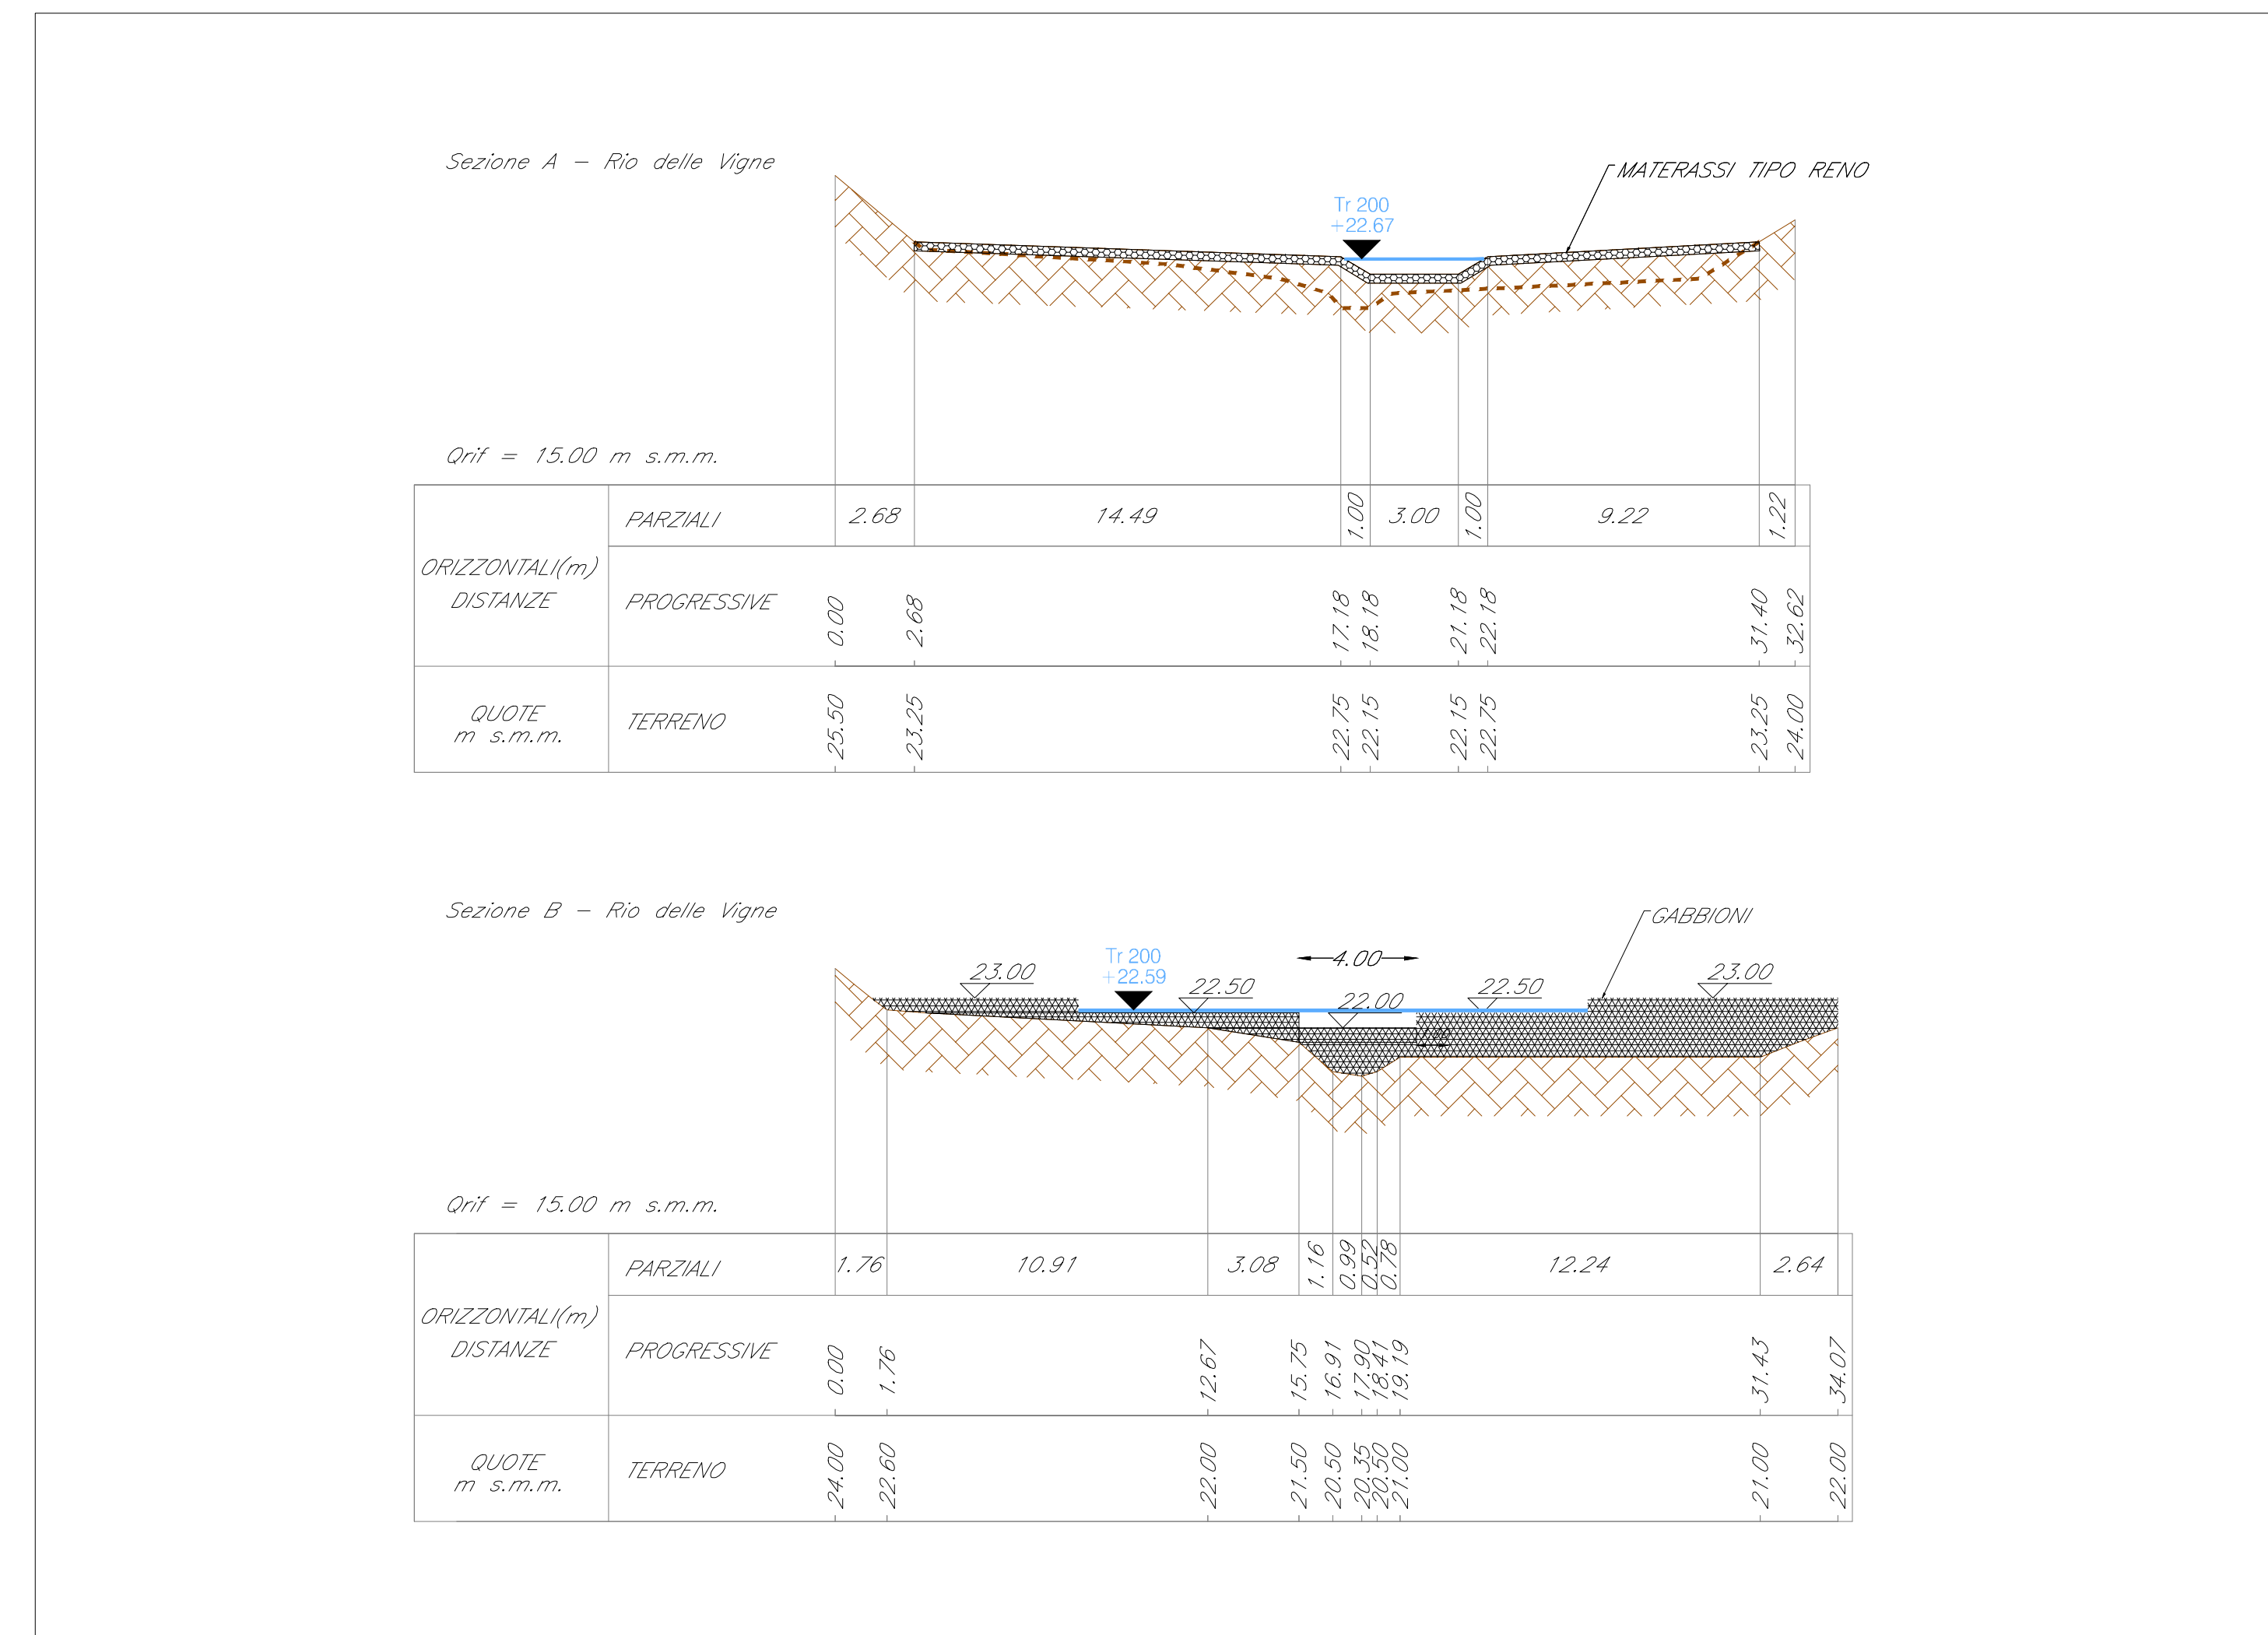 Sezione A – Rio delle Vigne
MATERASSI TIPO RENO
Tr 200
+22.67
Qrif = 15.00 m s.m.m.
PARZIALI
2.68 14.49 1.00 3.00 1.00 9.22 1.22
ORIZZONTALI(m)
DISTANZE
PROGRESSIVE
0.00 2.68 17.18 18.18 21.18 22.18 31.40 32.62
QUOTE
m s.m.m.
TERRENO
25.50 23.25 22.75 22.15 22.15 22.75 23.25 24.00
Sezione B – Rio delle Vigne
GABBIONI
Tr 200
+22.59
4.00
23.00
22.50
22.00
22.50
23.00
1.00
Qrif = 15.00 m s.m.m.
PARZIALI
1.76 10.91 3.08 1.16 0.99 0.52 0.78 12.24 2.64
ORIZZONTALI(m)
DISTANZE
PROGRESSIVE
0.00 1.76 12.67 15.75 16.91 17.90 18.41 19.19 31.43 34.07
QUOTE
m s.m.m.
TERRENO
24.00 22.60 22.00 21.50 20.50 20.35 20.50 21.00 21.00 22.00